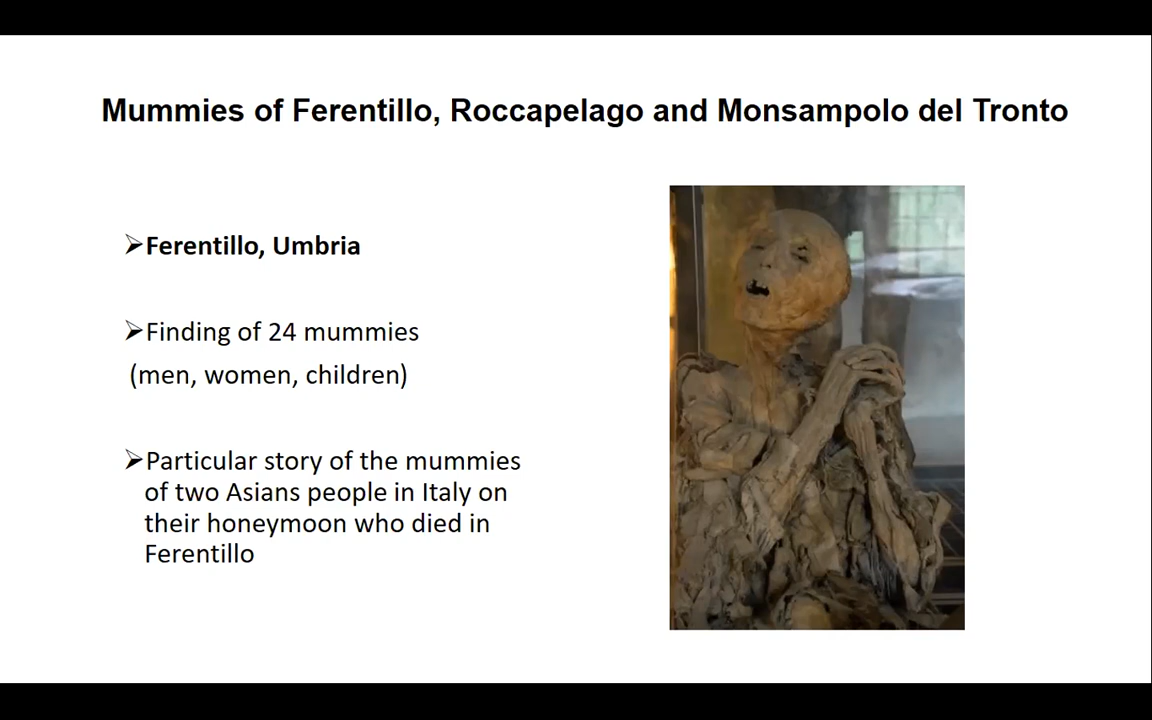 Mummies of Ferentillo, Roccapelago and Monsampolo del Tronto
➢Ferentillo, Umbria
➢Finding of 24 mummies
(men, women, children)
➢Particular story of the mummies
of two Asians people in Italy on
their honeymoon who died in
Ferentillo